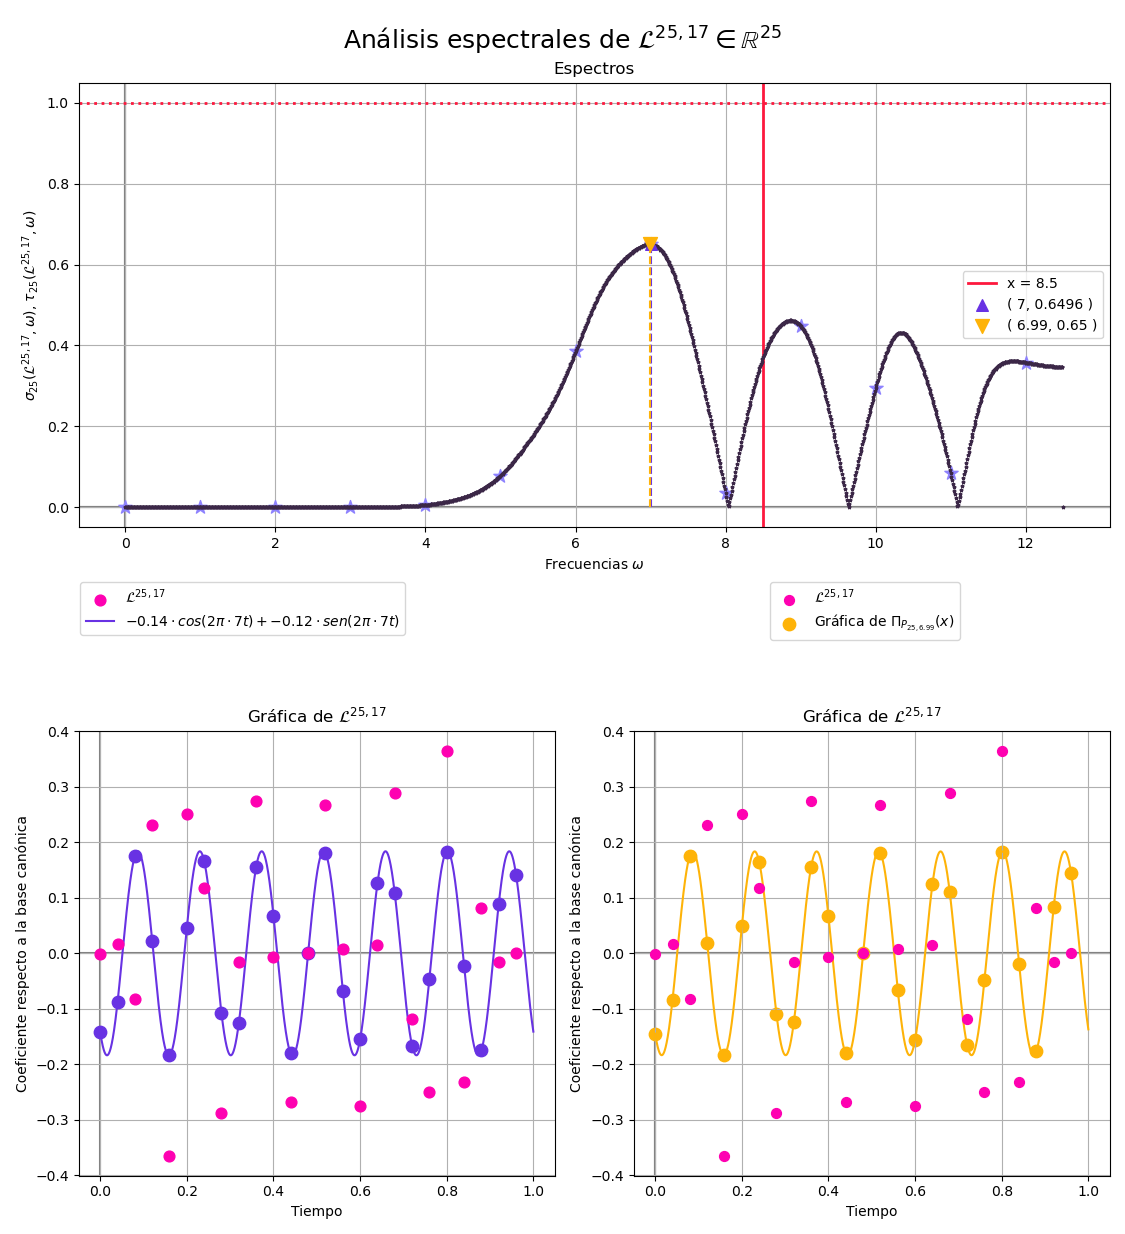 Análisis espectrales de ℒ^{25,17} ∈ ℝ^{25}
Espectros
1.0
0.8
0.6
0.4
0.2
0.0
σ_{25}(ℒ^{25,17}, ω), τ_{25}(ℒ^{25,17}, ω)
x = 8.5
( 7, 0.6496 )
( 6.99, 0.65 )
0 2 4 6 8 10 12
Frecuencias ω
ℒ^{25,17}
−0.14 · cos(2π · 7t) + −0.12 · sen(2π · 7t)
ℒ^{25,17}
Gráfica de Π_{P_{25,6.99}}(x)
Gráfica de ℒ^{25,17}
0.4
0.3
0.2
0.1
0.0
−0.1
−0.2
−0.3
−0.4
Coeficiente respecto a la base canónica
0.0 0.2 0.4 0.6 0.8 1.0
Tiempo
Gráfica de ℒ^{25,17}
0.4
0.3
0.2
0.1
0.0
−0.1
−0.2
−0.3
−0.4
Coeficiente respecto a la base canónica
0.0 0.2 0.4 0.6 0.8 1.0
Tiempo